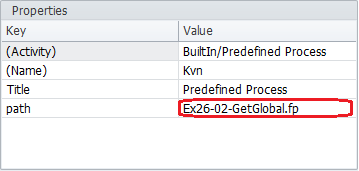 Properties
Key Value
(Activity) BuiltIn/Predefined Process
(Name) Kvn
Title Predefined Process
path Ex26-02-GetGlobal.fp